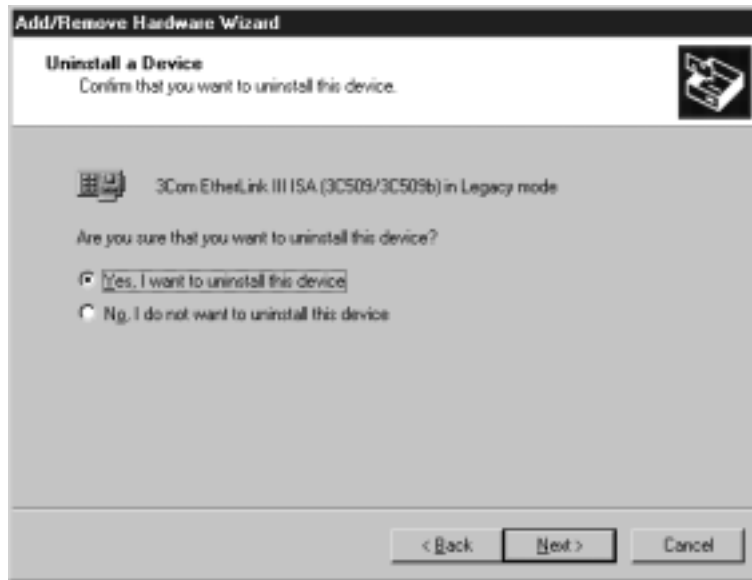 Add/Remove Hardware Wizard
Uninstall a Device
Confirm that you want to uninstall this device.
3Com EtherLink III ISA (3C509/3C509b) in Legacy mode
Are you sure that you want to uninstall this device?
Yes, I want to uninstall this device
No, I do not want to uninstall this device
< Back Next > Cancel